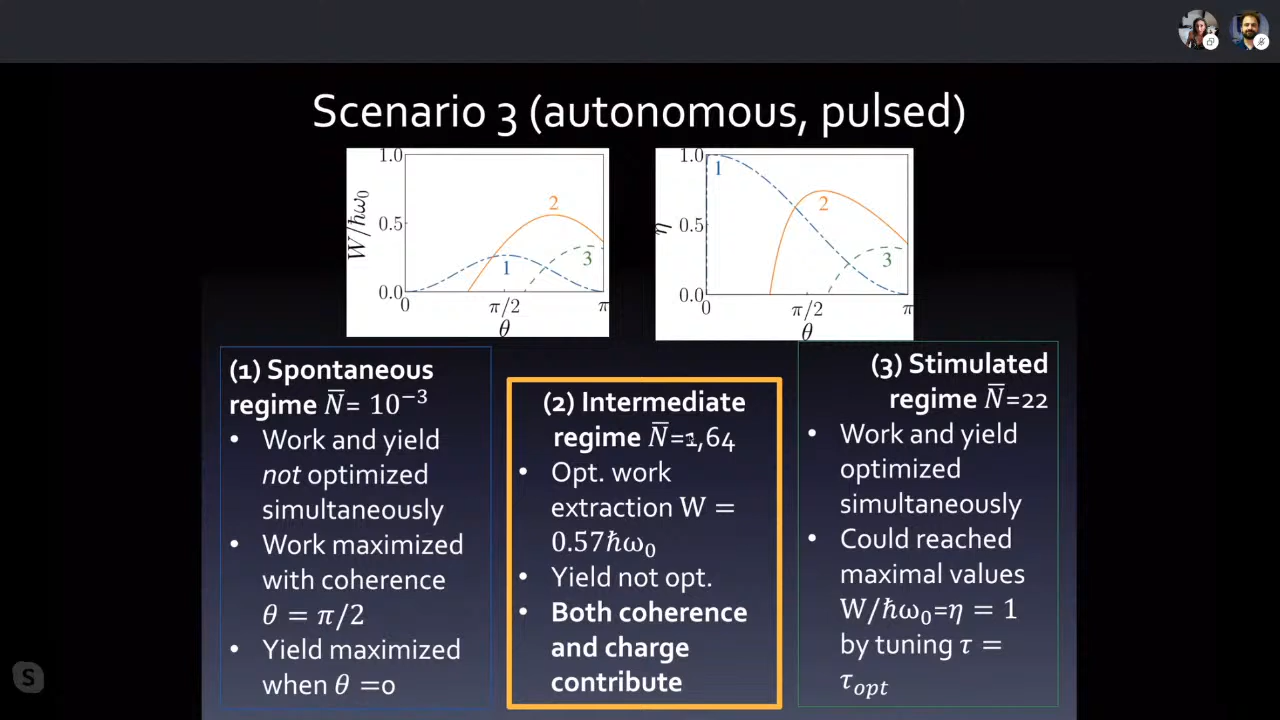 Scenario 3 (autonomous, pulsed)
1.0
0.5
0.0
W/ħω₀
0
π/2
π
θ
1
2
3
1.0
0.5
0.0
η
0
π/2
π
θ
1
2
3
(1) Spontaneous
regime N̅= 10⁻³
• Work and yield
not optimized
simultaneously
• Work maximized
with coherence
θ = π/2
• Yield maximized
when θ =0
(2) Intermediate
regime N̅=1,64
• Opt. work
extraction W =
0.57ħω₀
• Yield not opt.
• Both coherence
and charge
contribute
(3) Stimulated
regime N̅=22
• Work and yield
optimized
simultaneously
• Could reached
maximal values
W/ħω₀=η = 1
by tuning τ =
τₒₚₜ
S